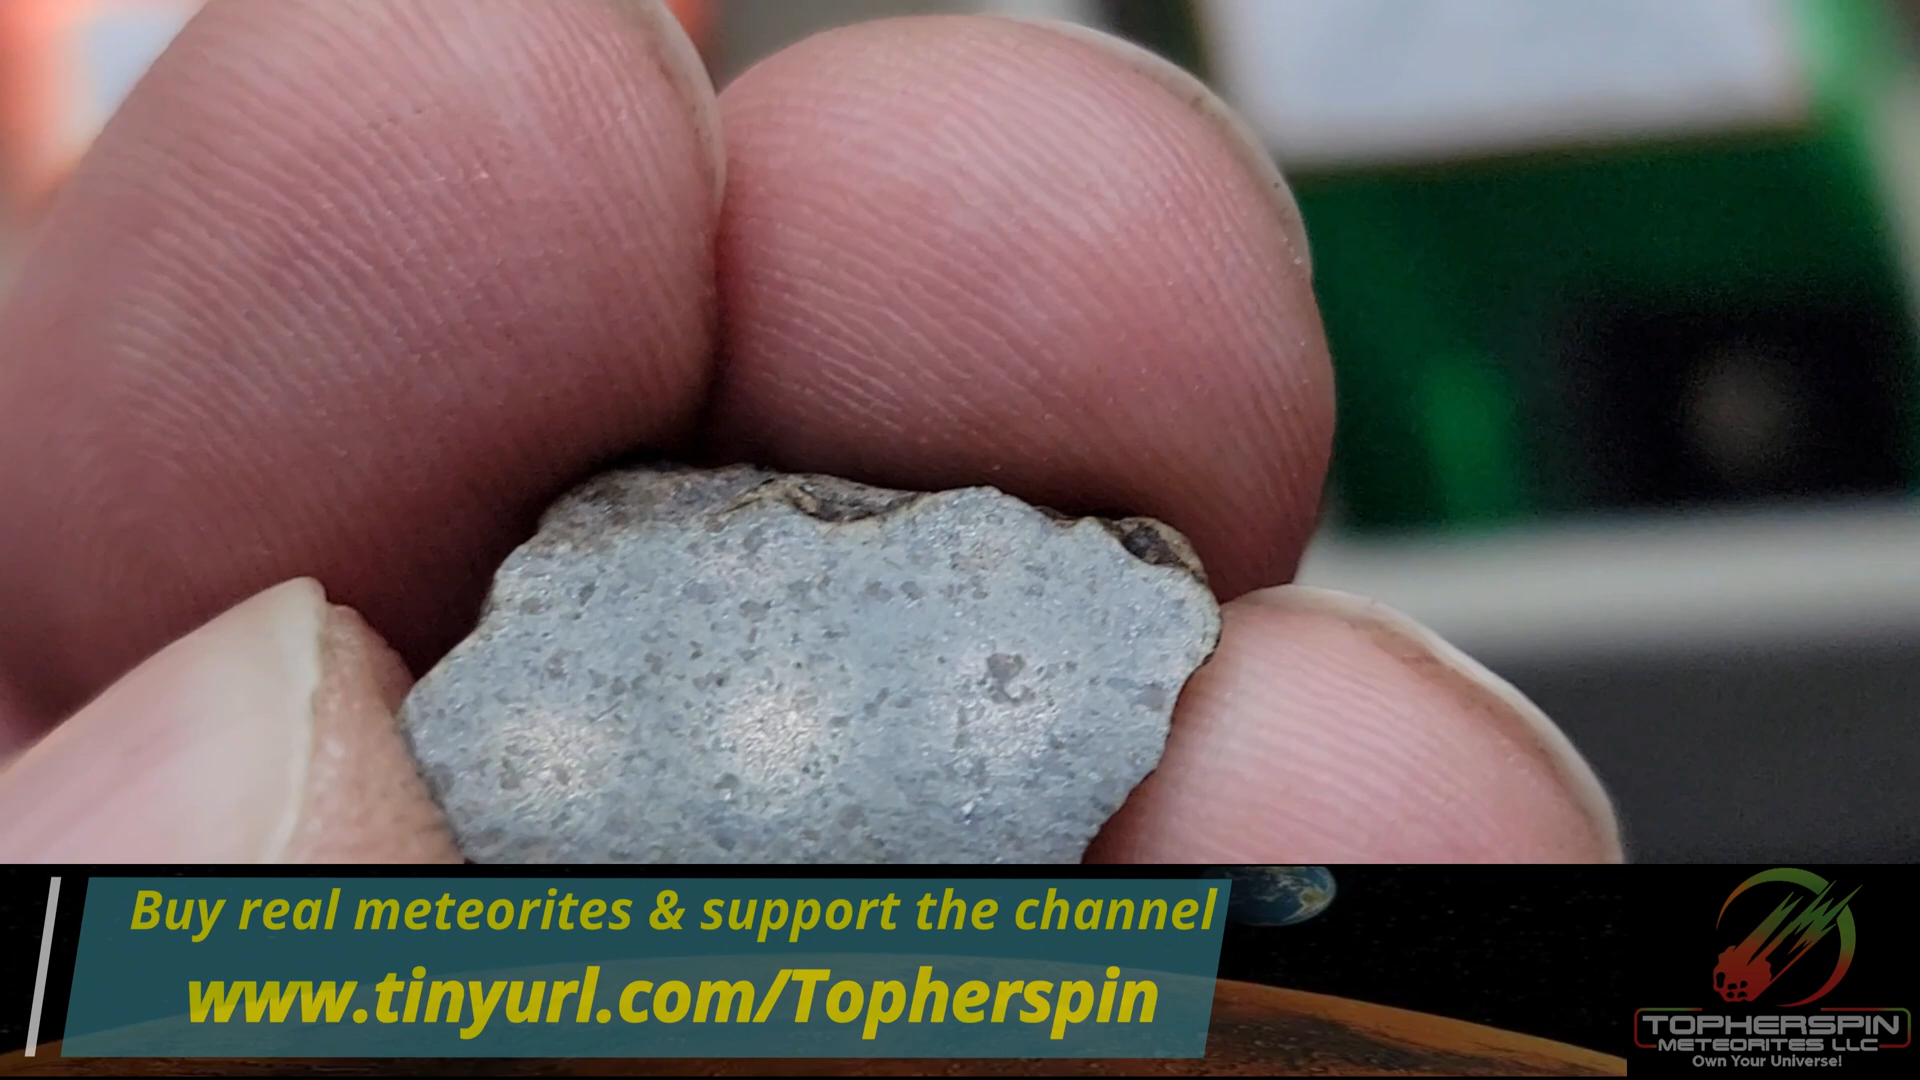 Buy real meteorites & support the channel
www.tinyurl.com/Topherspin
TOPHERSPIN
METEORITES LLC
Own Your Universe!